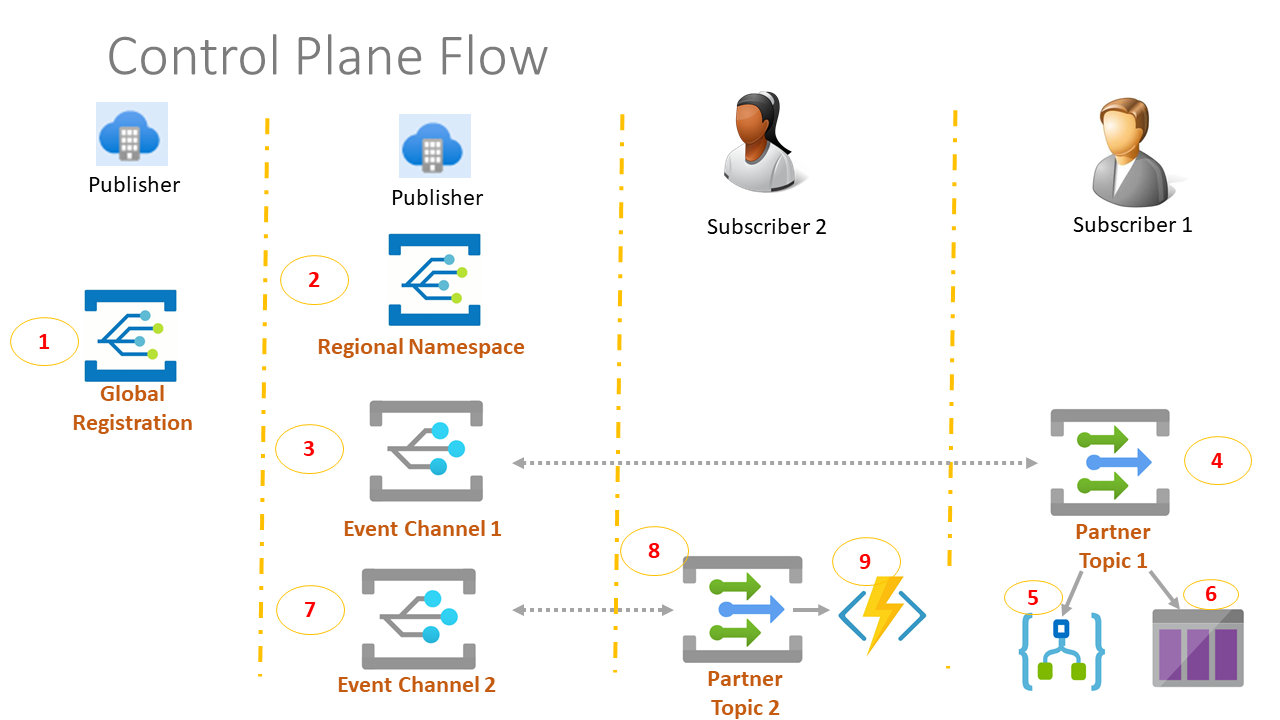 Control Plane Flow
Publisher
Publisher
Subscriber 2
Subscriber 1
2
1
Regional Namespace
Global
Registration
3
4
Event Channel 1
Partner
Topic 1
8
9
7
5
6
Event Channel 2
Partner
Topic 2